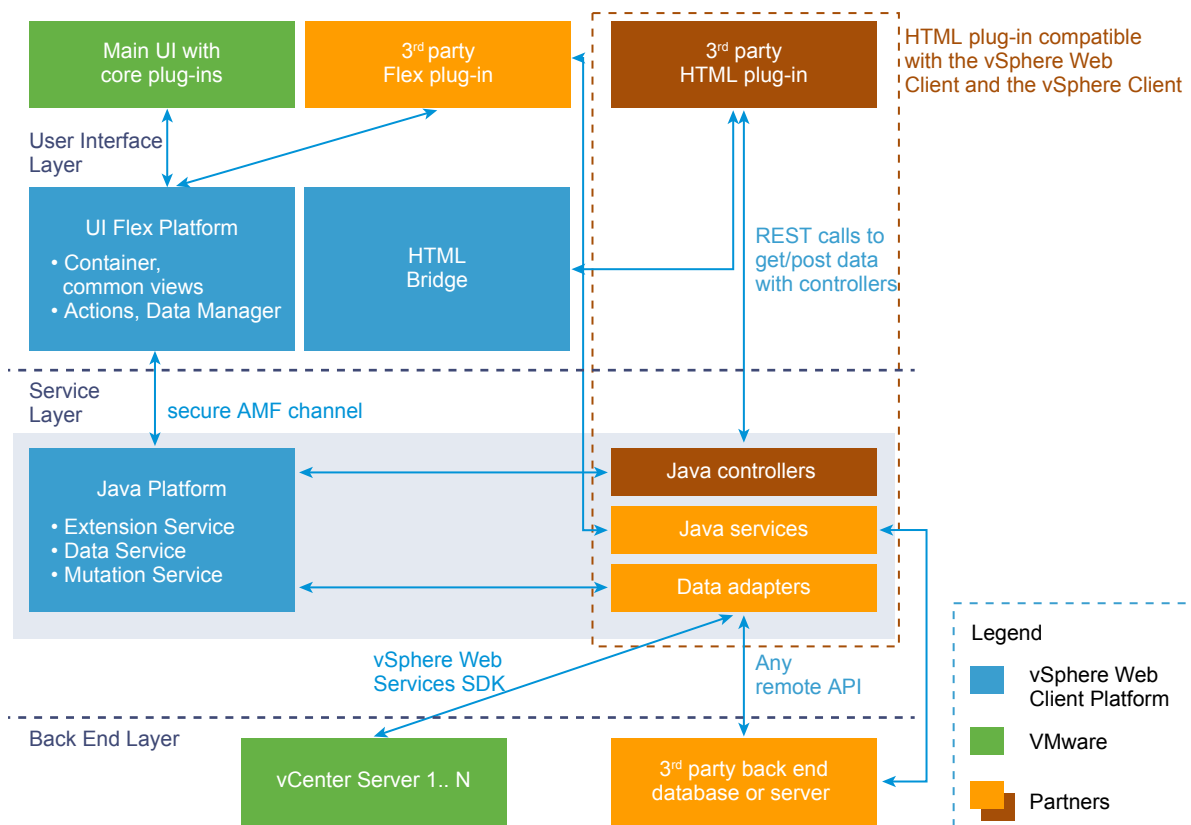 Main UI with
core plug-ins
3rd party
Flex plug-in
3rd party
HTML plug-in
HTML plug-in compatible
with the vSphere Web
Client and the vSphere Client
User Interface
Layer
UI Flex Platform
• Container,
common views
• Actions, Data Manager
HTML
Bridge
REST calls to
get/post data
with controllers
Service
Layer
secure AMF channel
Java Platform
• Extension Service
• Data Service
• Mutation Service
Java controllers
Java services
Data adapters
vSphere Web
Services SDK
Any
remote API
Back End Layer
vCenter Server 1.. N
3rd party back end
database or server
Legend
vSphere Web
Client Platform
VMware
Partners